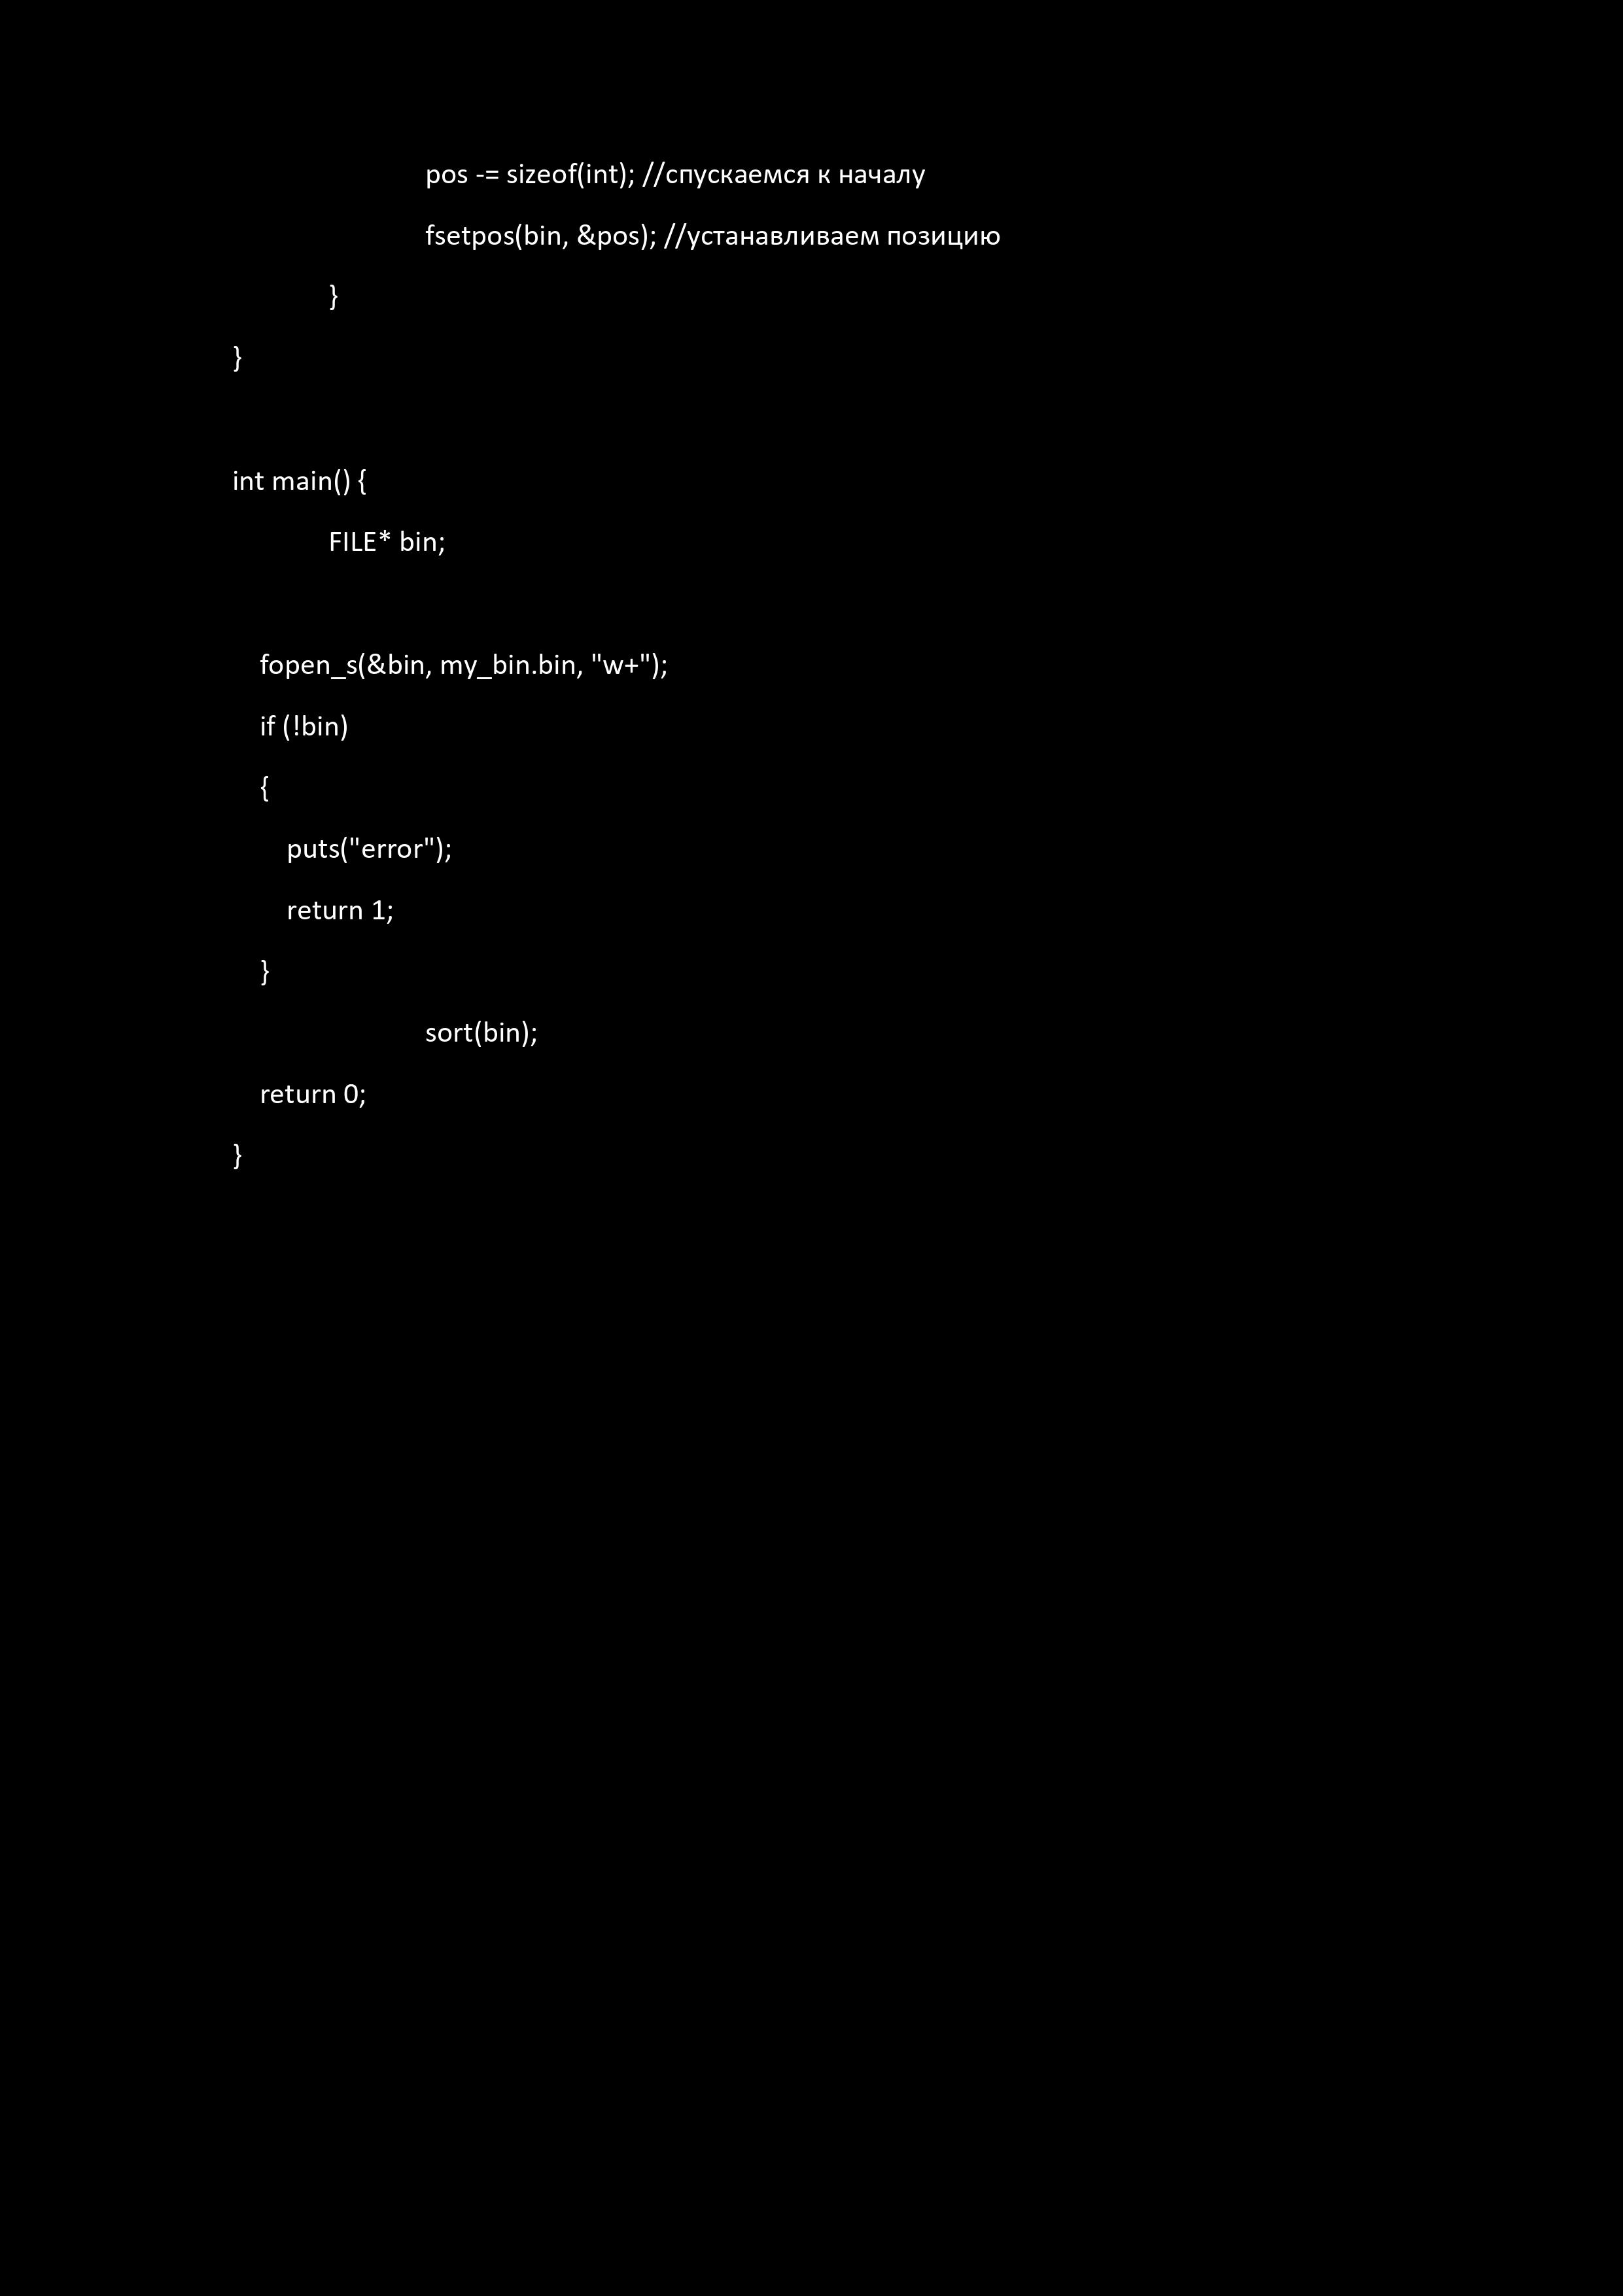 pos -= sizeof(int); //спускаемся к началу
fsetpos(bin, &pos); //устанавливаем позицию
}
}
int main() {
FILE* bin;
fopen_s(&bin, my_bin.bin, "w+");
if (!bin)
{
puts("error");
return 1;
}
sort(bin);
return 0;
}